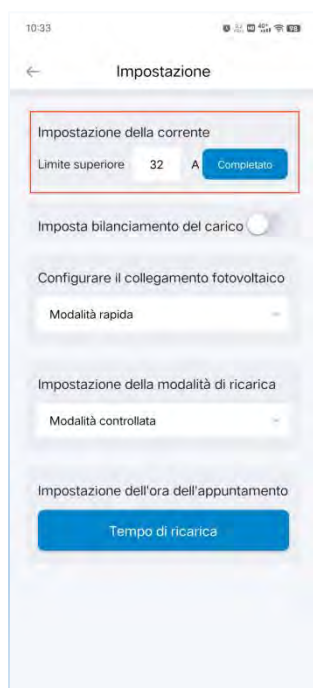 10:33
Impostazione
Impostazione della corrente
Limite superiore 32 A Completato
Imposta bilanciamento del carico
Configurare il collegamento fotovoltaico
Modalità rapida
Impostazione della modalità di ricarica
Modalità controllata
Impostazione dell'ora dell'appuntamento
Tempo di ricarica